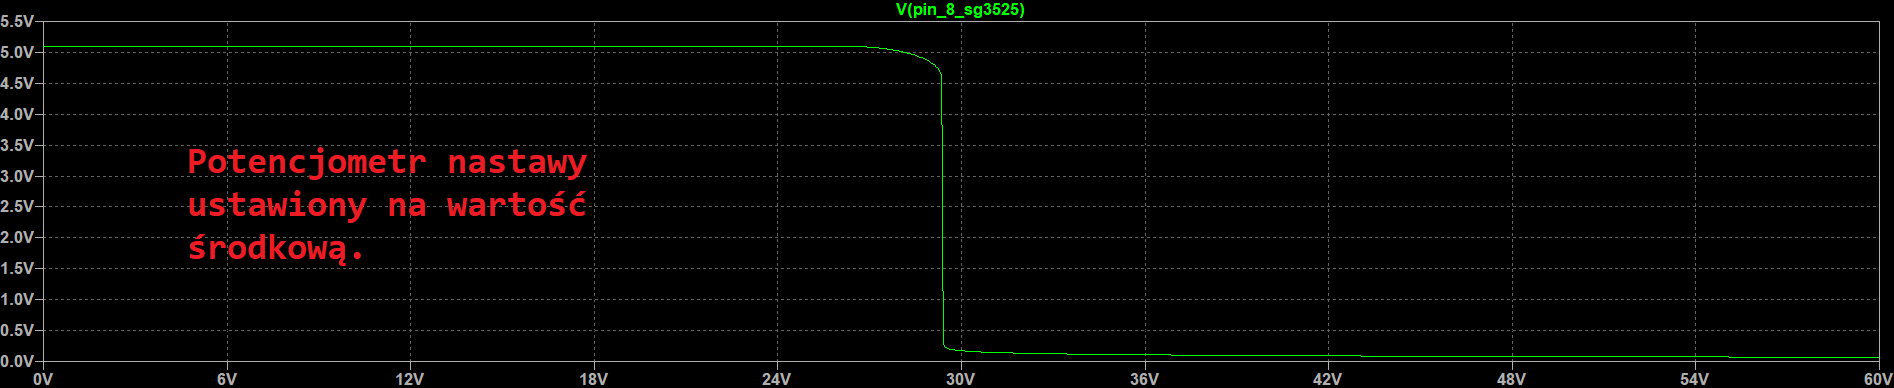 V(pin_8_sg3525)
5.5V
5.0V
4.5V
4.0V
3.5V
3.0V
2.5V
2.0V
1.5V
1.0V
0.5V
0.0V
Potencjometr nastawy
ustawiony na wartość
środkową.
0V 6V 12V 18V 24V 30V 36V 42V 48V 54V 60V